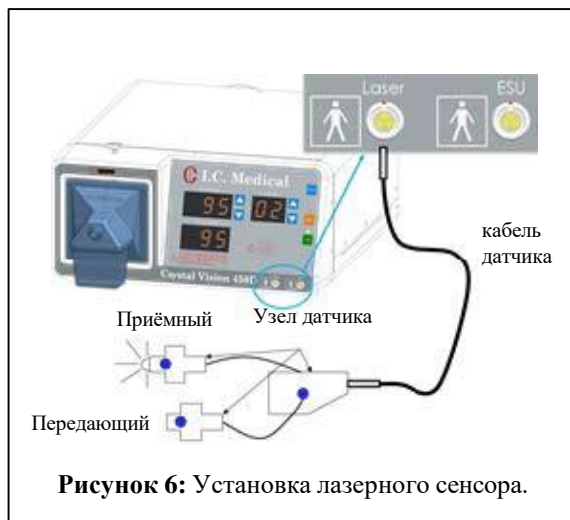 Laser
ESU
I.C. Medical
95
02
95
Crystal Vision 450D
кабель
датчика
Приёмный
Узел датчика
Передающий
Рисунок 6: Установка лазерного сенсора.